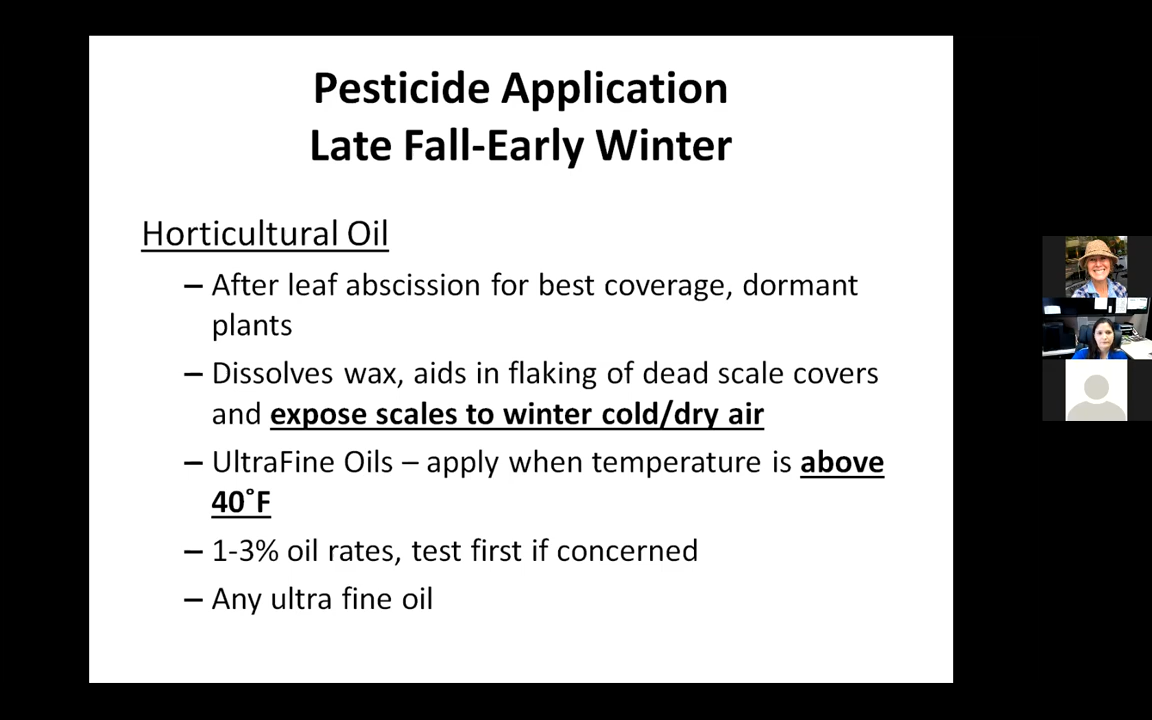 Pesticide Application
Late Fall-Early Winter
Horticultural Oil
– After leaf abscission for best coverage, dormant
plants
– Dissolves wax, aids in flaking of dead scale covers
and expose scales to winter cold/dry air
– UltraFine Oils – apply when temperature is above
40˚F
– 1-3% oil rates, test first if concerned
– Any ultra fine oil